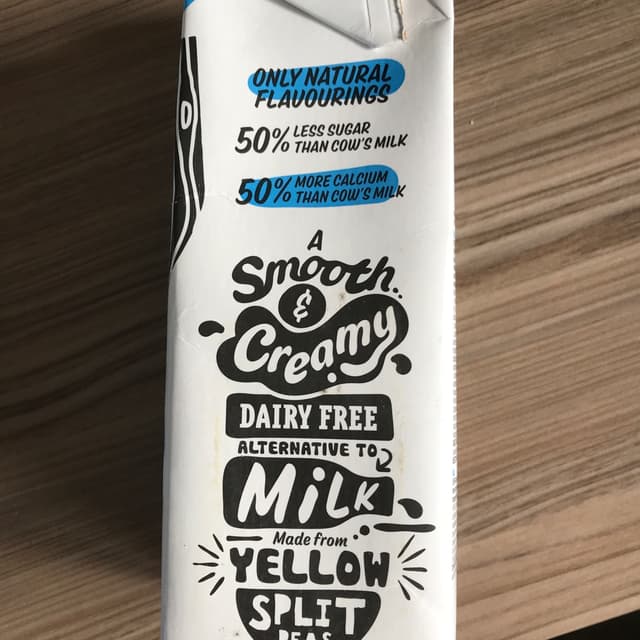 ONLY NATURAL
FLAVOURINGS
50% LESS SUGAR
THAN COW'S MILK
50% MORE CALCIUM
THAN COW'S MILK
A
Smooth
&
Creamy
DAIRY FREE
ALTERNATIVE TO
MiLK
Made from
YELLOW
SPLIT
PEAS